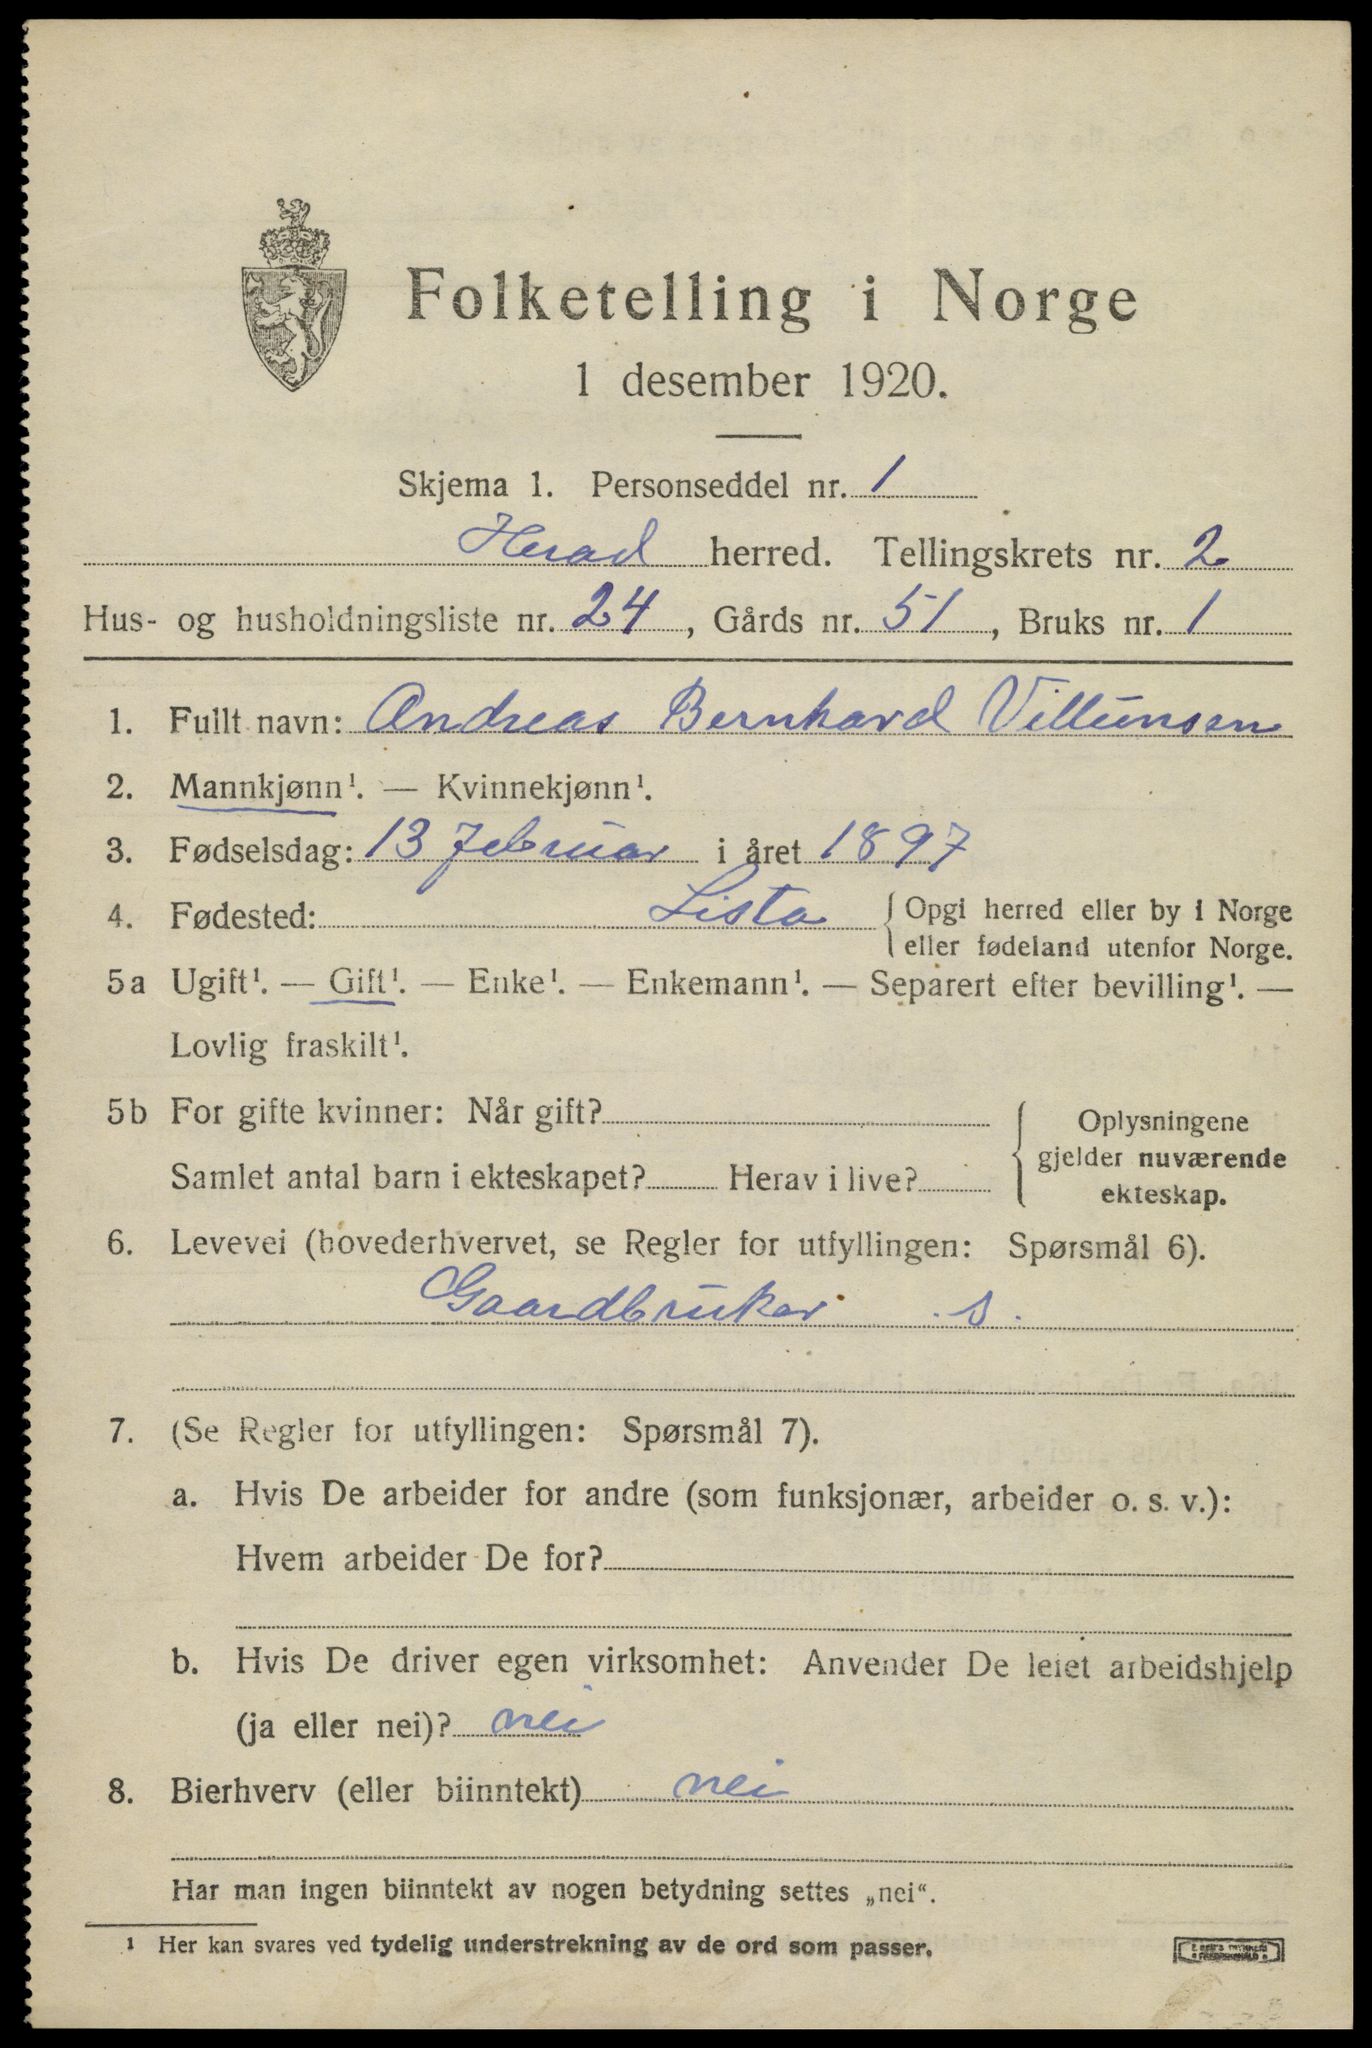 Folketelling i Norge
1 desember 1920.
Skjema 1. Personseddel nr. 1
Herad herred. Tellingskrets nr. 2
Hus- og husholdningsliste nr. 24, Gårds nr. 51, Bruks nr. 1
1. Fullt navn: Andreas Bernhard Villumsen
2. Mannkjønn¹. — Kvinnekjønn¹.
3. Fødselsdag: 13 februar i året 1897
4. Fødested: Lista { Opgi herred eller by i Norge
eller fødeland utenfor Norge.
5a Ugift¹. — Gift¹. — Enke¹. — Enkemann¹. — Separert efter bevilling¹. —
Lovlig fraskilt¹.
5b For gifte kvinner: Når gift?
Samlet antal barn i ekteskapet? Herav i live?
Oplysningene
gjelder nuværende
ekteskap.
6. Levevei (hovederhvervet, se Regler for utfyllingen: Spørsmål 6).
Gaardbruker .s.
7. (Se Regler for utfyllingen: Spørsmål 7).
a. Hvis De arbeider for andre (som funksjonær, arbeider o. s. v.):
Hvem arbeider De for?
b. Hvis De driver egen virksomhet: Anvender De leiet arbeidshjelp
(ja eller nei)? nei
8. Bierhverv (eller biinntekt) nei
Har man ingen biinntekt av nogen betydning settes „nei“.
¹ Her kan svares ved tydelig understrekning av de ord som passer.